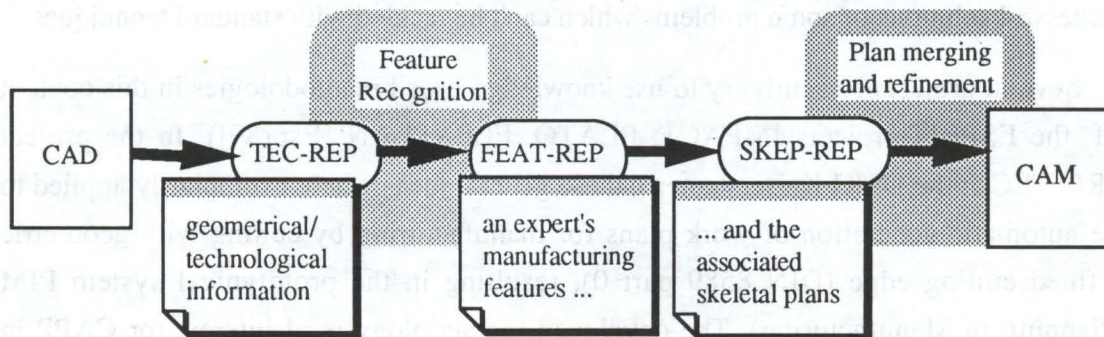 Feature
Recognition
Plan merging
and refinement
CAD
TEC-REP
FEAT-REP
SKEP-REP
CAM
geometrical/
technological
information
an expert's
manufacturing
features ...
.. and the
associated
skeletal plans